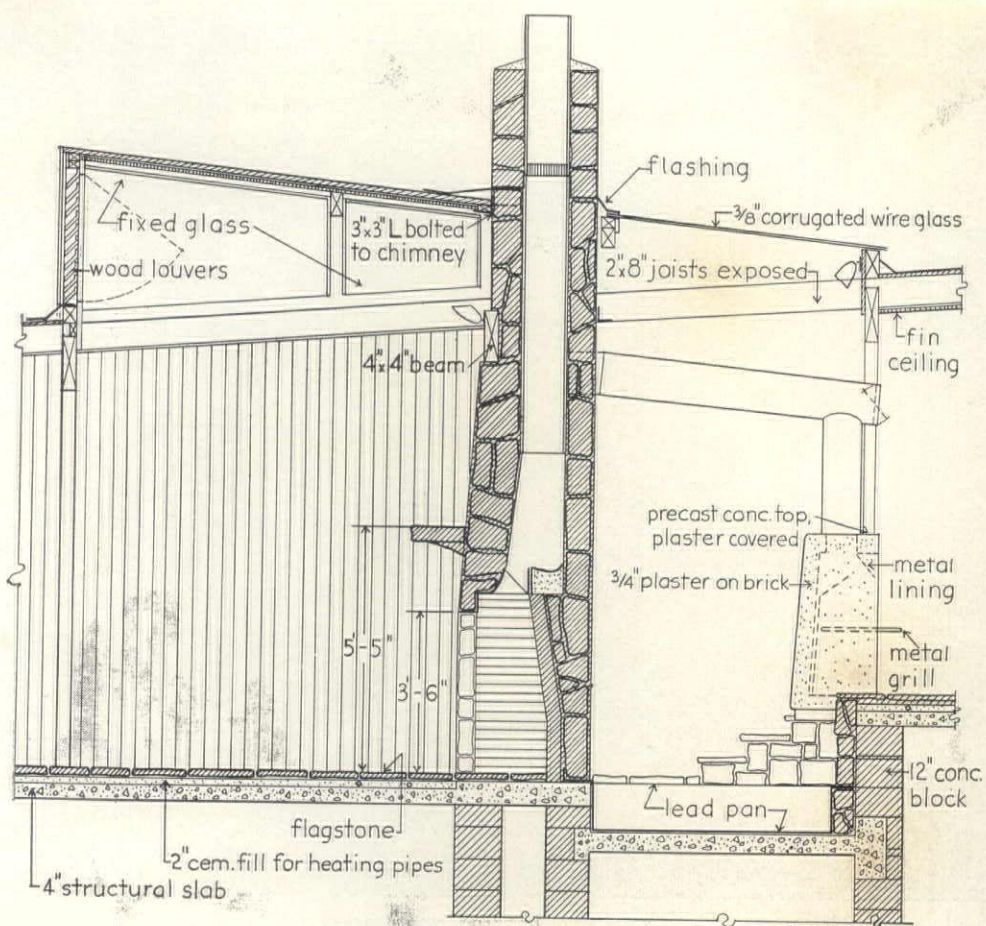 flashing
3/8" corrugated wire glass
fixed glass
3"x3" L bolted
to chimney
wood louvers
2"x8" joists exposed
fin
ceiling
4"x4" beam
precast conc. top,
plaster covered
3/4" plaster on brick
metal
lining
5'-5"
3'-6"
metal
grill
12" conc.
block
lead pan
flagstone
2" cem. fill for heating pipes
4" structural slab